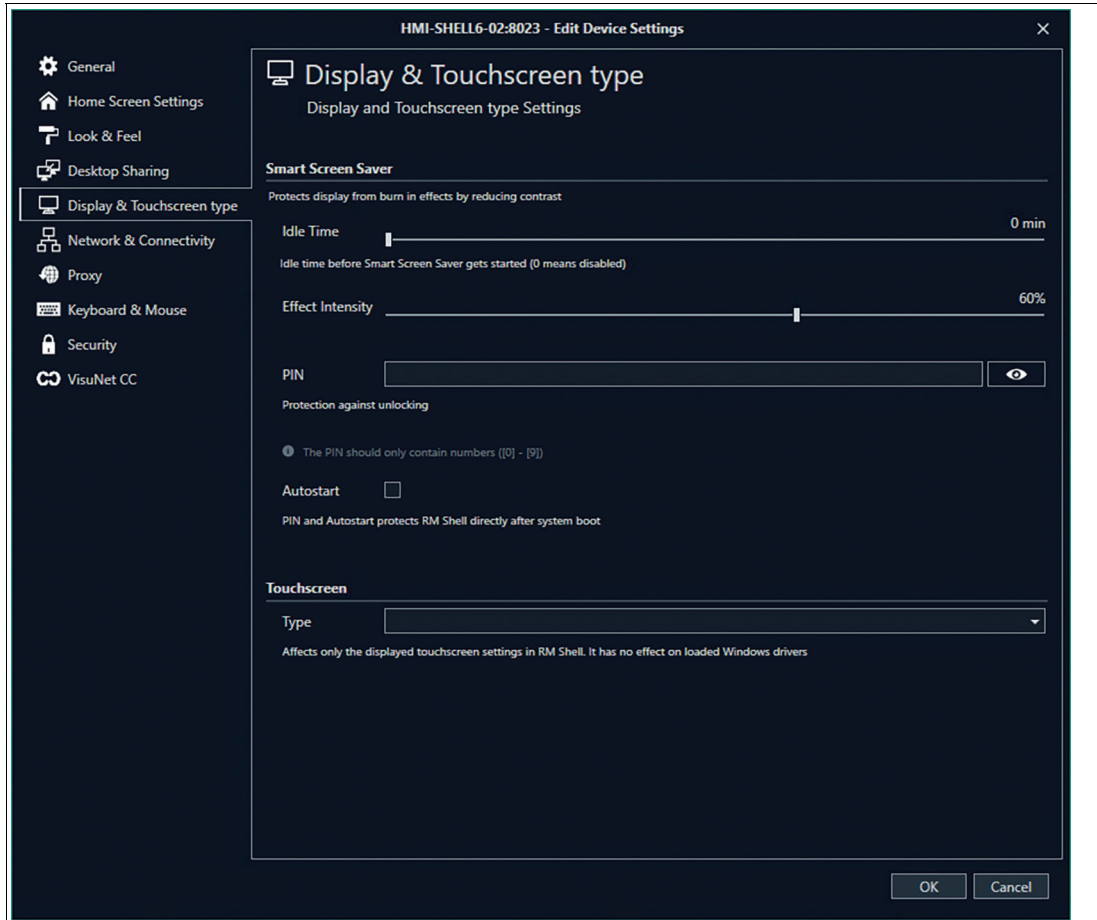 HMI-SHELL6-02:8023 - Edit Device Settings
General
Home Screen Settings
Look & Feel
Desktop Sharing
Display & Touchscreen type
Network & Connectivity
Proxy
Keyboard & Mouse
Security
VisuNet CC
Display & Touchscreen type
Display and Touchscreen type Settings
Smart Screen Saver
Protects display from burn in effects by reducing contrast
Idle Time 0 min
Idle time before Smart Screen Saver gets started (0 means disabled)
Effect Intensity 60%
PIN
Protection against unlocking
The PIN should only contain numbers ([0] - [9])
Autostart
PIN and Autostart protects RM Shell directly after system boot
Touchscreen
Type
Affects only the displayed touchscreen settings in RM Shell. It has no effect on loaded Windows drivers
OK Cancel